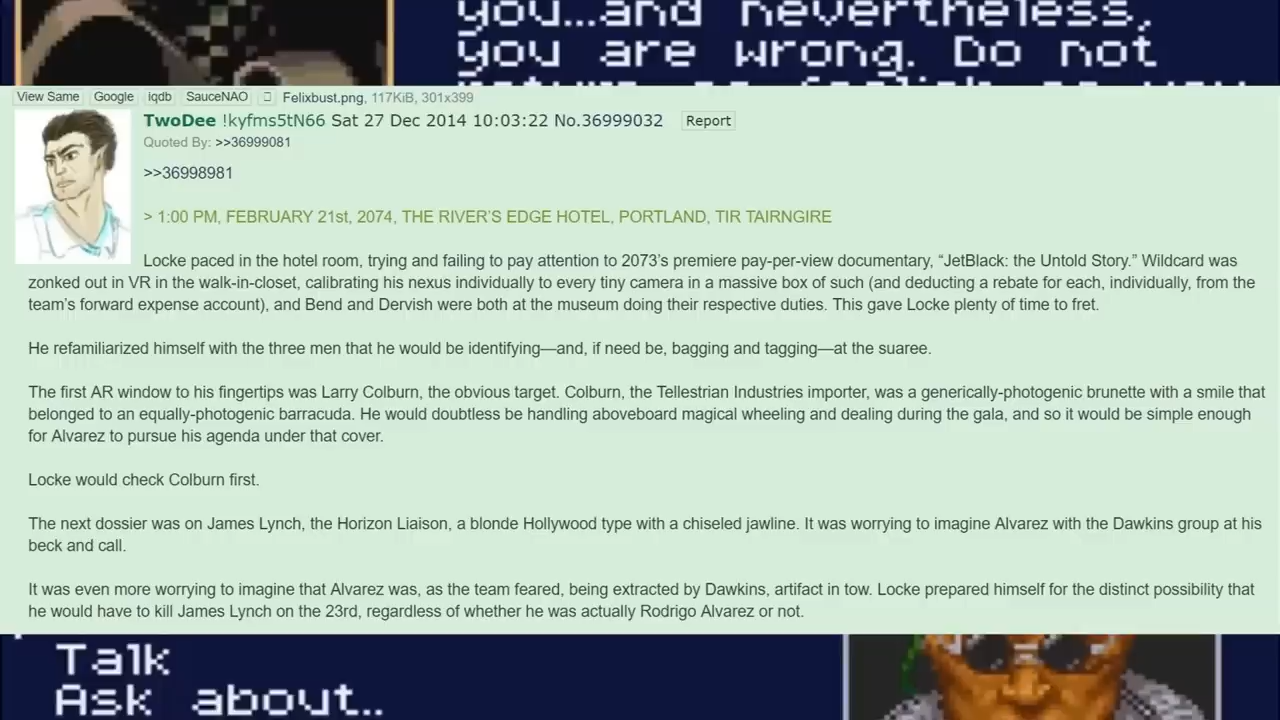 you...and nevertheless,
you are wrong. Do not
View Same Google iqdb SauceNAO Felixbust.png, 117KiB, 301x399
TwoDee !kyfms5tN66 Sat 27 Dec 2014 10:03:22 No.36999032 Report
Quoted By: >>36999081
>>36998981
> 1:00 PM, FEBRUARY 21st, 2074, THE RIVER’S EDGE HOTEL, PORTLAND, TIR TAIRNGIRE
Locke paced in the hotel room, trying and failing to pay attention to 2073’s premiere pay-per-view documentary, “JetBlack: the Untold Story.” Wildcard was
zonked out in VR in the walk-in-closet, calibrating his nexus individually to every tiny camera in a massive box of such (and deducting a rebate for each, individually, from the
team’s forward expense account), and Bend and Dervish were both at the museum doing their respective duties. This gave Locke plenty of time to fret.
He refamiliarized himself with the three men that he would be identifying—and, if need be, bagging and tagging—at the suaree.
The first AR window to his fingertips was Larry Colburn, the obvious target. Colburn, the Tellestrian Industries importer, was a generically-photogenic brunette with a smile that
belonged to an equally-photogenic barracuda. He would doubtless be handling aboveboard magical wheeling and dealing during the gala, and so it would be simple enough
for Alvarez to pursue his agenda under that cover.
Locke would check Colburn first.
The next dossier was on James Lynch, the Horizon Liaison, a blonde Hollywood type with a chiseled jawline. It was worrying to imagine Alvarez with the Dawkins group at his
beck and call.
It was even more worrying to imagine that Alvarez was, as the team feared, being extracted by Dawkins, artifact in tow. Locke prepared himself for the distinct possibility that
he would have to kill James Lynch on the 23rd, regardless of whether he was actually Rodrigo Alvarez or not.
Talk
Ask about..